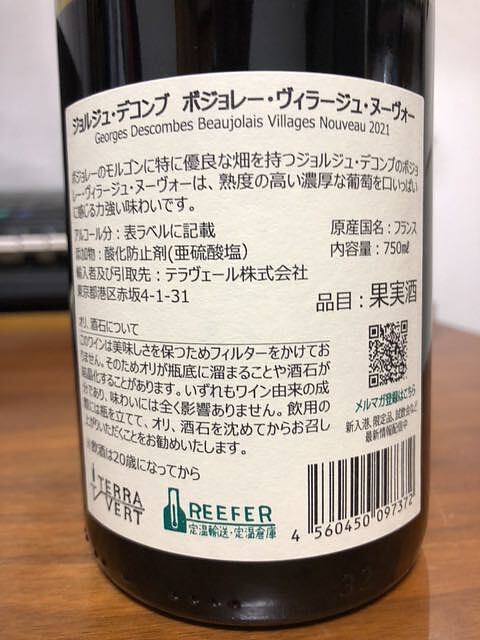 ジョルジュ・デコンブ ボジョレー・ヴィラージュ・ヌーヴォー
Georges Descombes Beaujolais Villages Nouveau 2021
ボジョレーのモルゴンに特に優良な畑を持つジョルジュ・デコンブのボジョ
レー・ヴィラージュ・ヌーヴォーは、熟度の高い濃厚な葡萄を口いっぱい
に感じる力強い味わいです。
アルコール分：表ラベルに記載
原産国名：フランス
添加物：酸化防止剤(亜硫酸塩)
内容量：750㎖
輸入者及び引取先：テラヴェール株式会社
東京都港区赤坂4-1-31
品目：果実酒
オリ、酒石について
このワインは美味しさを保つためフィルターをかけてお
りません。そのためオリが瓶底に溜まることや酒石が
結晶化することがあります。いずれもワイン由来の成
分であり、味わいには全く影響ありません。飲用の
際には瓶を立てて、オリ、酒石を沈めてからお召し
上がりいただくことをお勧めいたします。
メルマガ登録はこちら
新入港、限定品、試飲会など
最新情報配信中
※飲酒は20歳になってから
TERRA
VERT
REEFER
定温輸送・定温倉庫
4 560450 097372